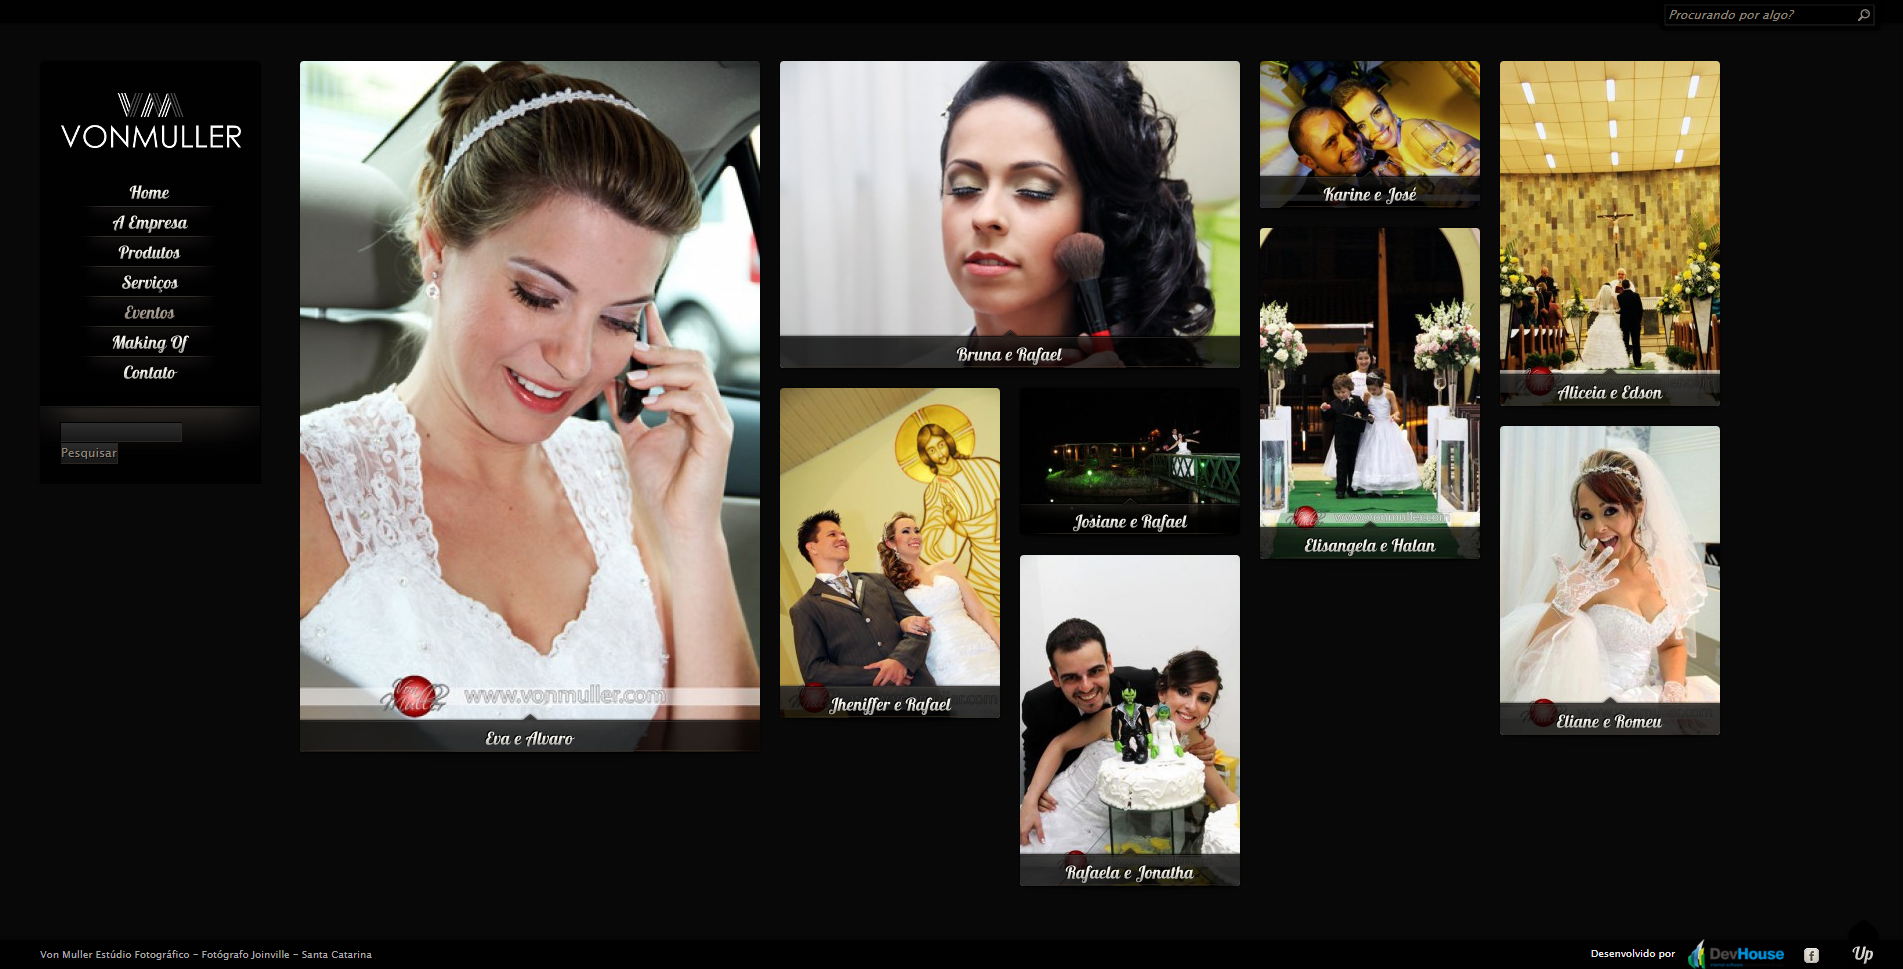 Procurando por algo?
VM
VONMULLER
Home
A Empresa
Produtos
Serviços
Eventos
Making Of
Contato
Pesquisar
Von Muller
www.vonmuller.com
Eva e Alvaro
Bruna e Rafael
Jheniffer e Rafael
Josiane e Rafael
Rafaela e Jonatha
Karine e José
www.vonmuller.com
Elisangela e Halan
Aliceia e Edson
Eliane e Romeu
Von Muller Estúdio Fotográfico – Fotógrafo Joinville – Santa Catarina
Desenvolvido por
DevHouse
f
Up